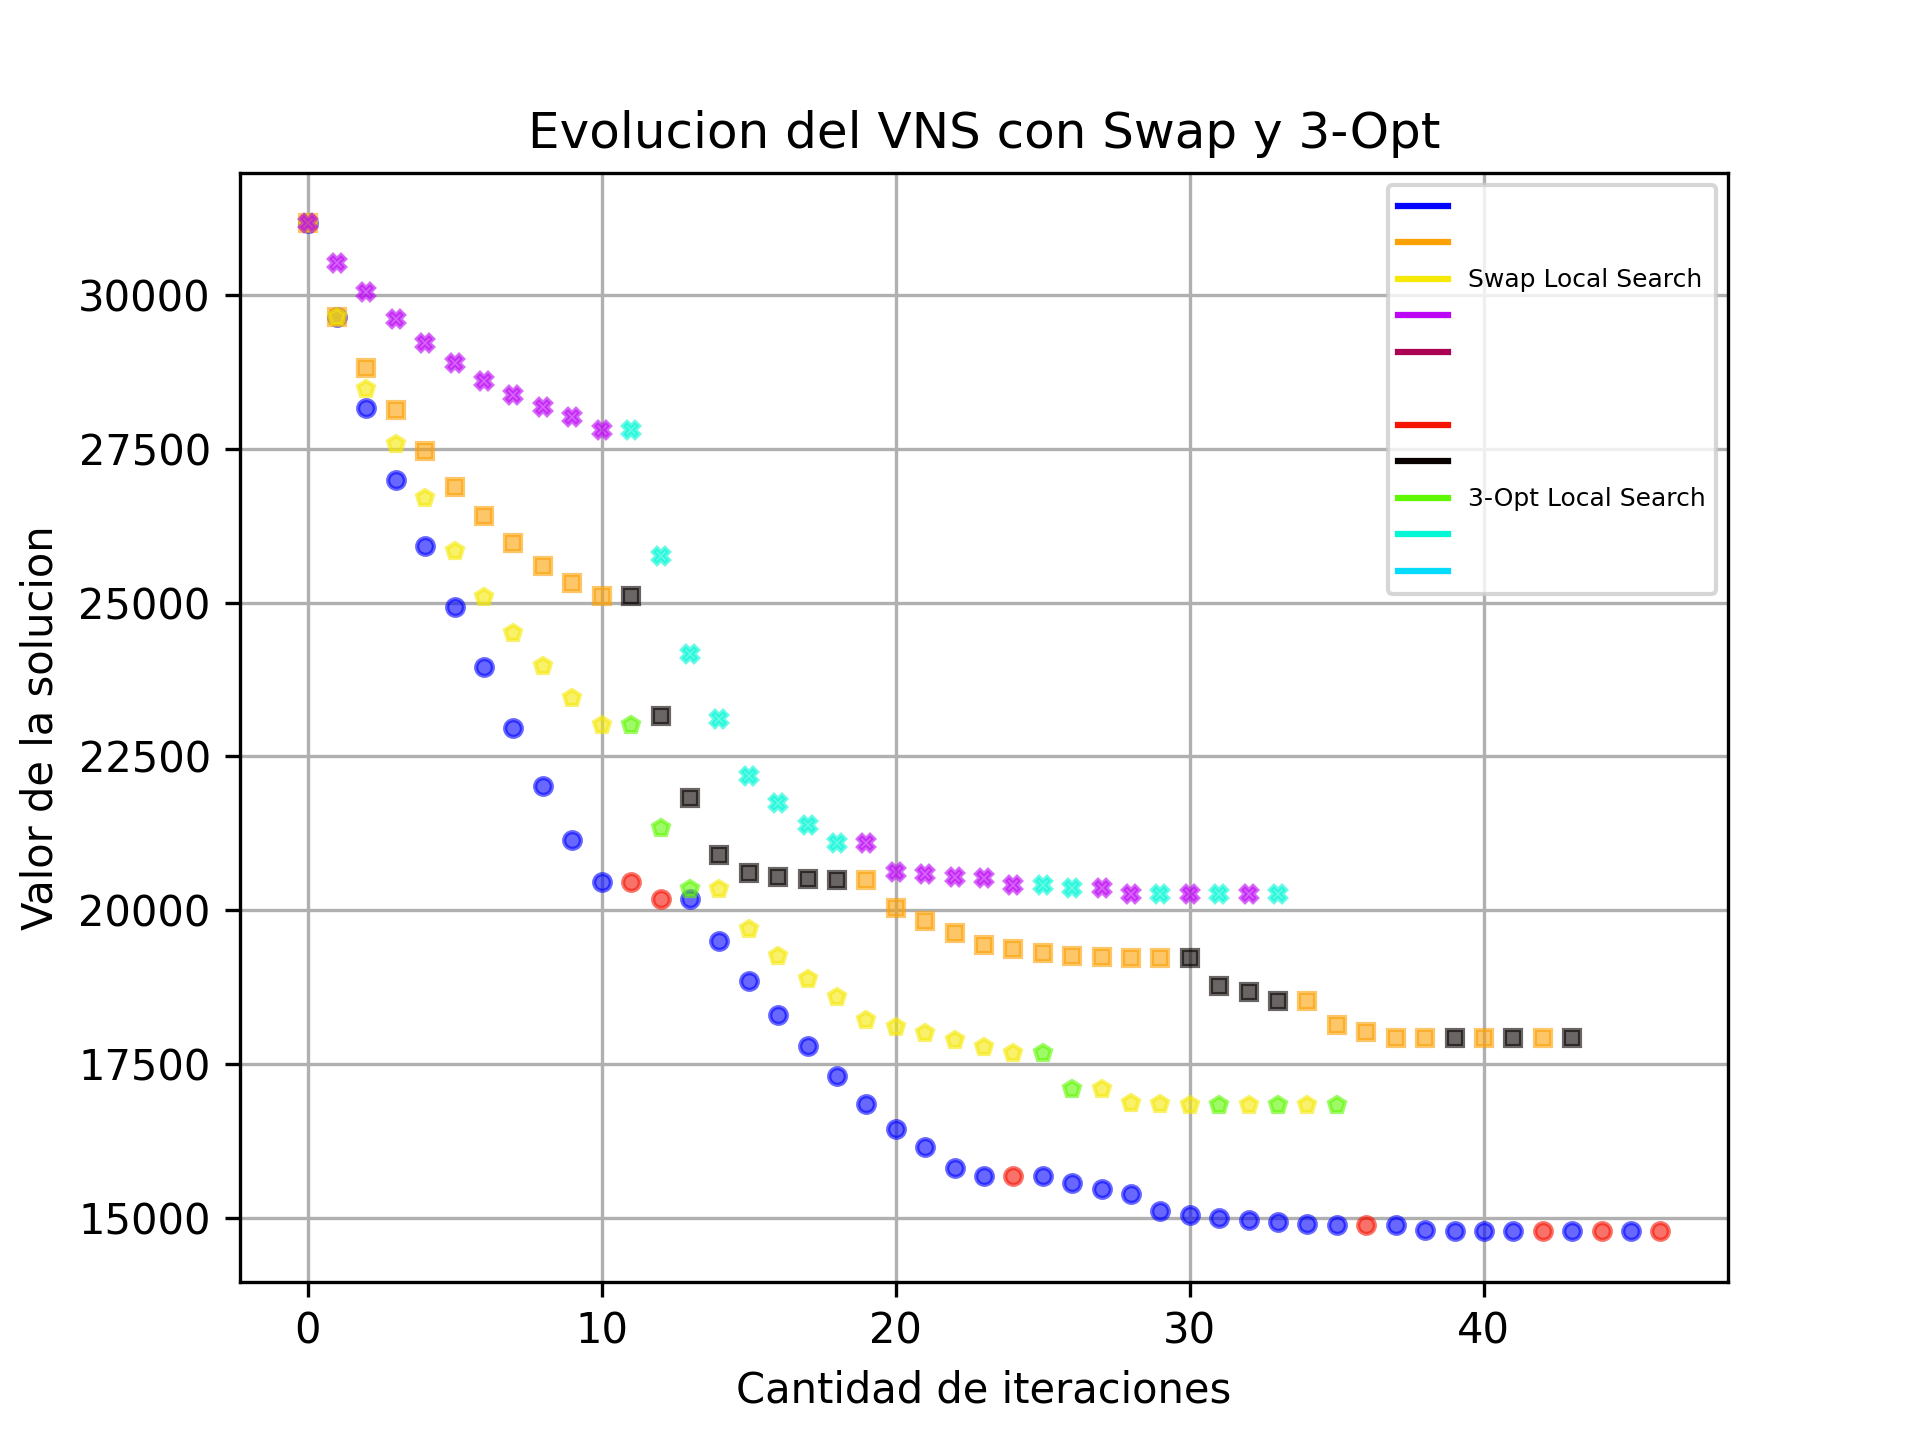 Evolucion del VNS con Swap y 3-Opt
Swap Local Search
3-Opt Local Search
Valor de la solucion
30000
27500
25000
22500
20000
17500
15000
0 10 20 30 40
Cantidad de iteraciones